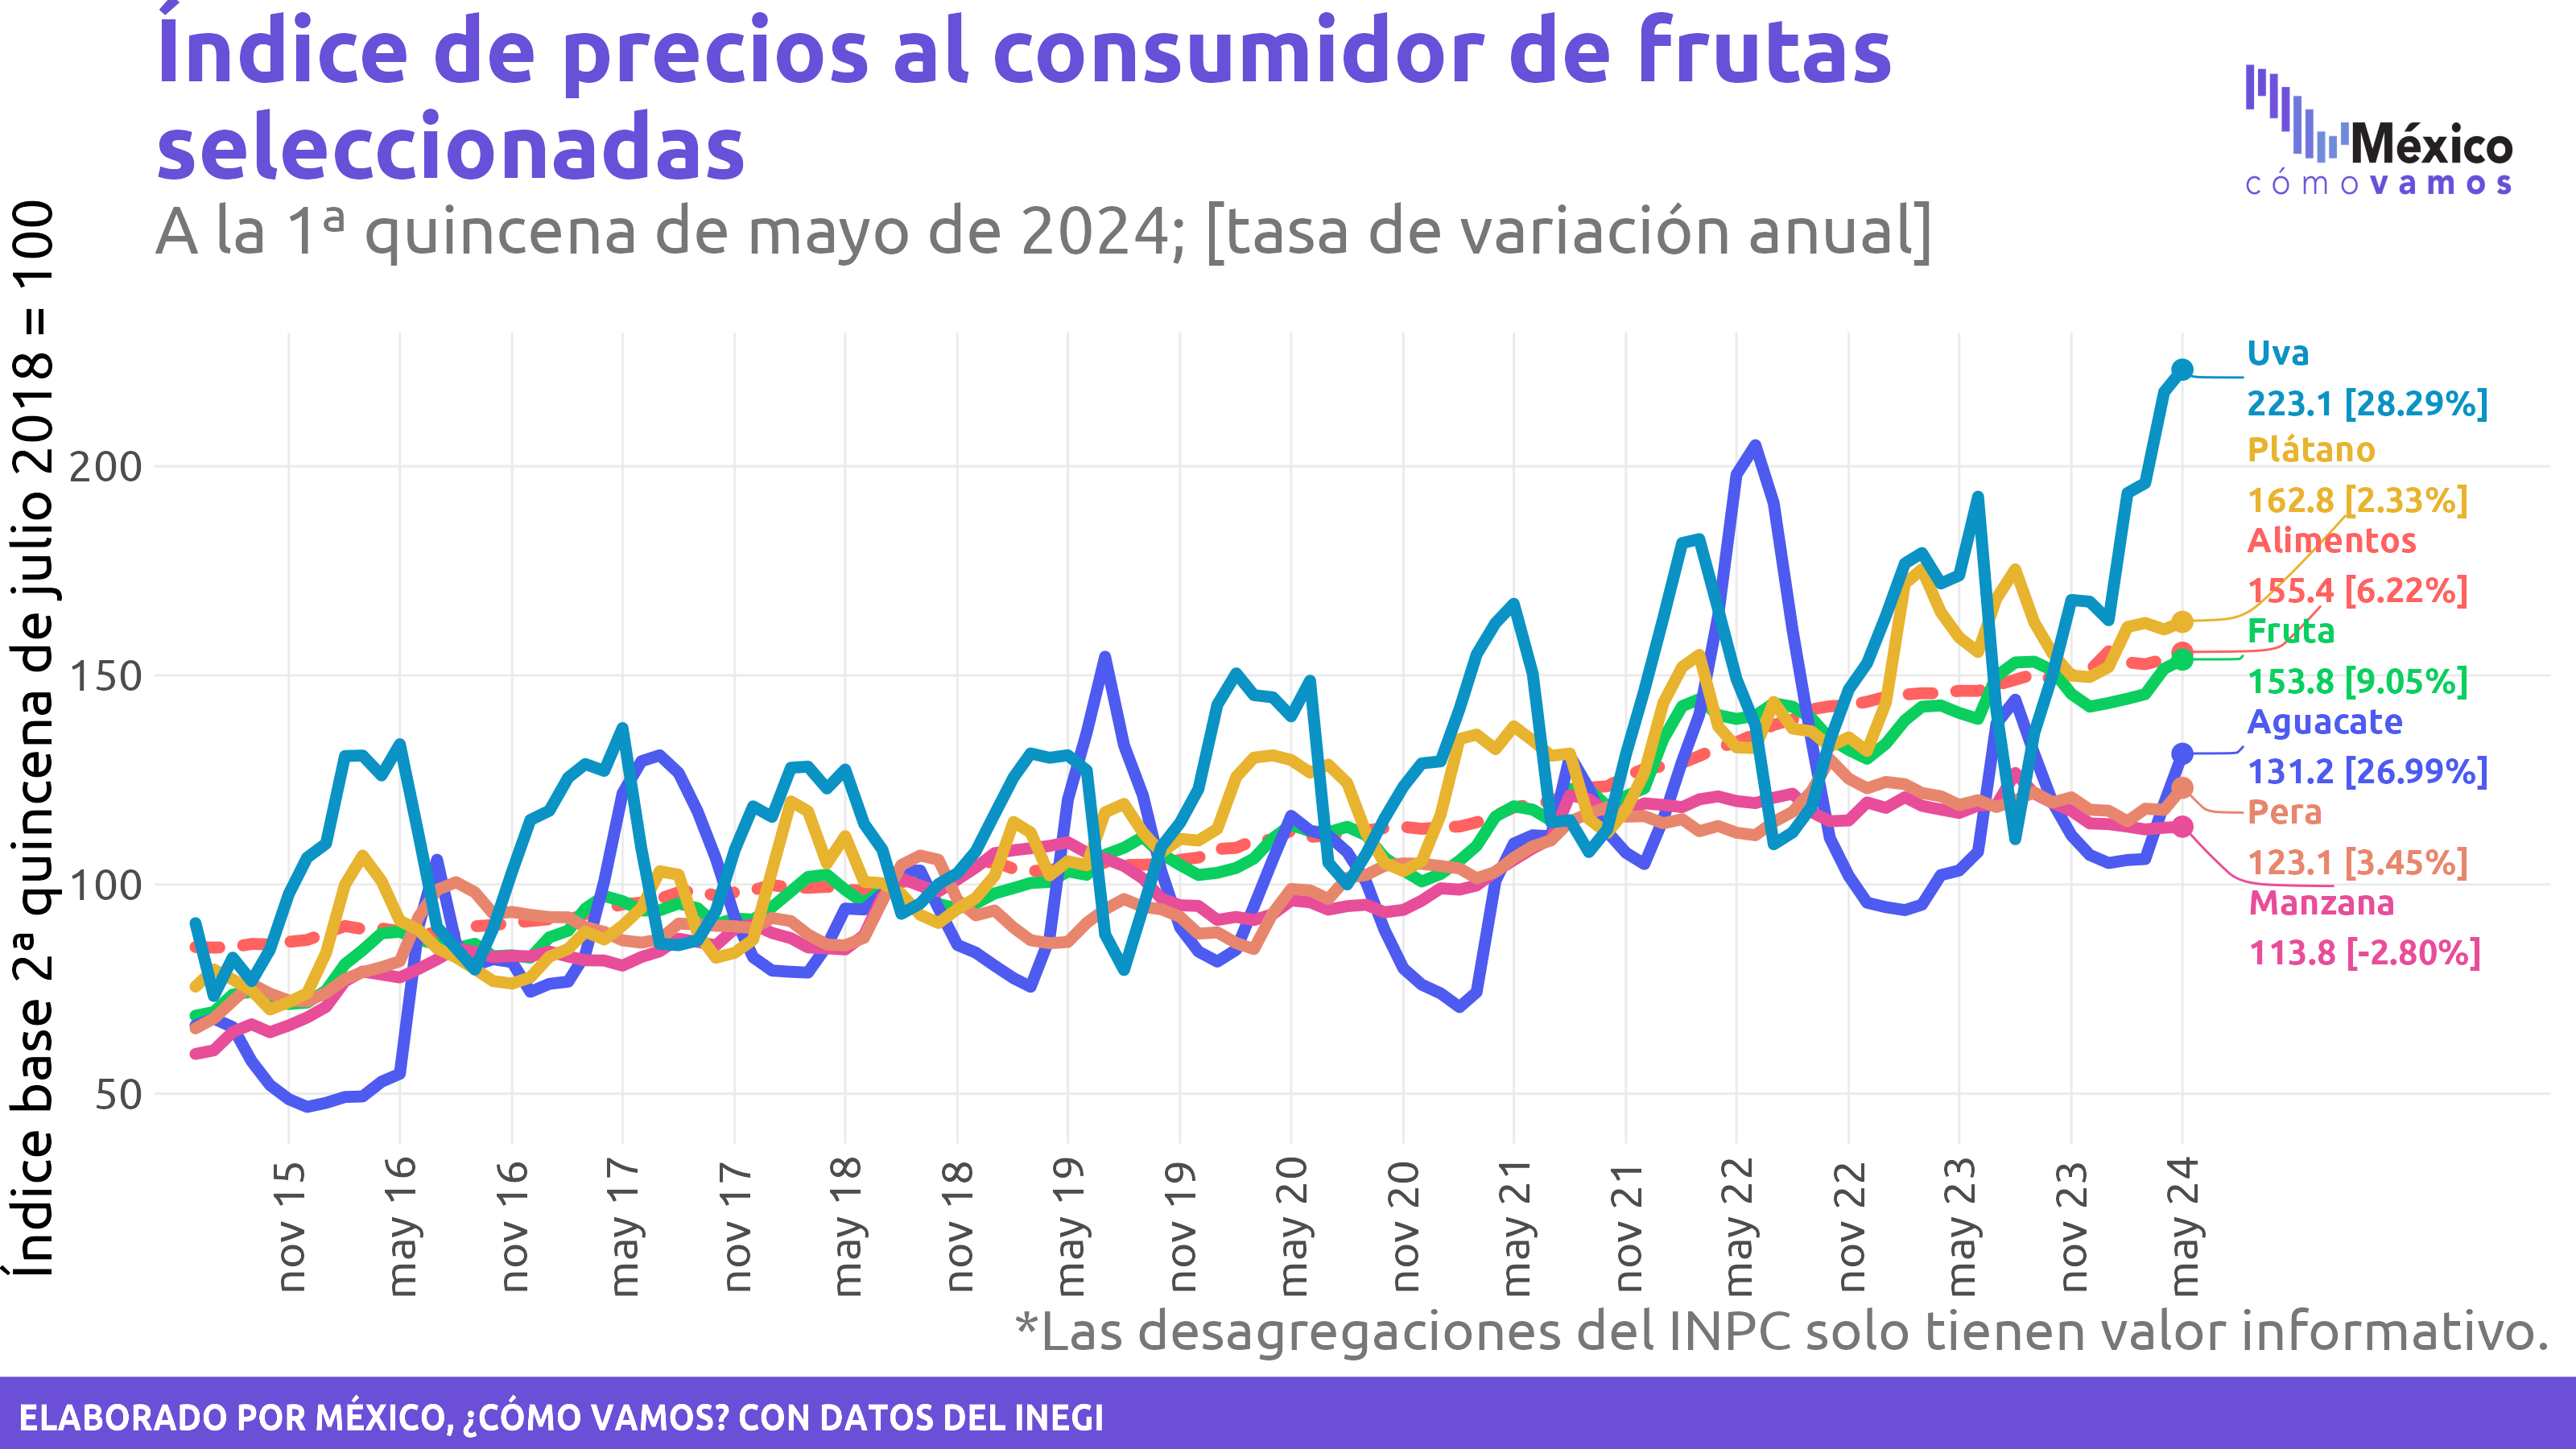 Índice de precios al consumidor de frutas
seleccionadas
A la 1ª quincena de mayo de 2024; [tasa de variación anual]
México
cómo vamos
Índice base 2ª quincena de julio 2018 = 100
200
150
100
50
Uva
223.1 [28.29%]
Plátano
162.8 [2.33%]
Alimentos
155.4 [6.22%]
Fruta
153.8 [9.05%]
Aguacate
131.2 [26.99%]
Pera
123.1 [3.45%]
Manzana
113.8 [-2.80%]
nov 15
may 16
nov 16
may 17
nov 17
may 18
nov 18
may 19
nov 19
may 20
nov 20
may 21
nov 21
may 22
nov 22
may 23
nov 23
may 24
*Las desagregaciones del INPC solo tienen valor informativo.
ELABORADO POR MÉXICO, ¿CÓMO VAMOS? CON DATOS DEL INEGI